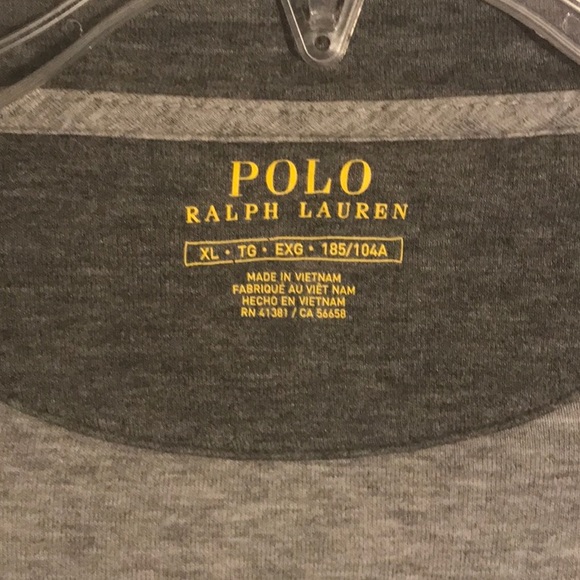 POLO
RALPH LAUREN
XL • TG • EXG • 185/104A
MADE IN VIETNAM
FABRIQUÉ AU VIÊT NAM
HECHO EN VIETNAM
RN 41381 / CA 56658